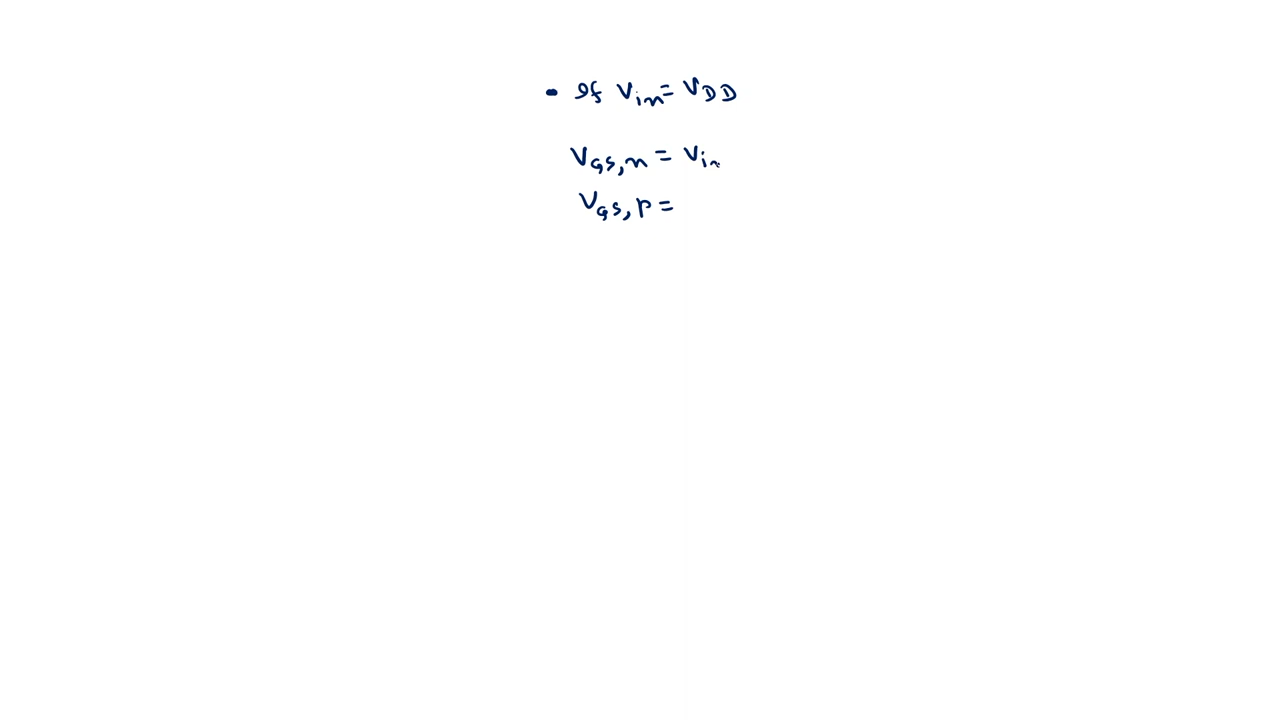 - If Vin = VDD
VGS,n = Vin
VGS,p =